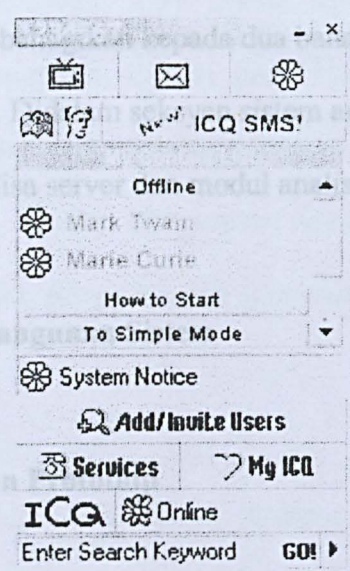 New! ICQ SMS!
Offline
Mark Twain
Marie Curie
How to Start
To Simple Mode
System Notice
Add/Invite Users
Services My ICQ
ICQ Online
Enter Search Keyword GO!